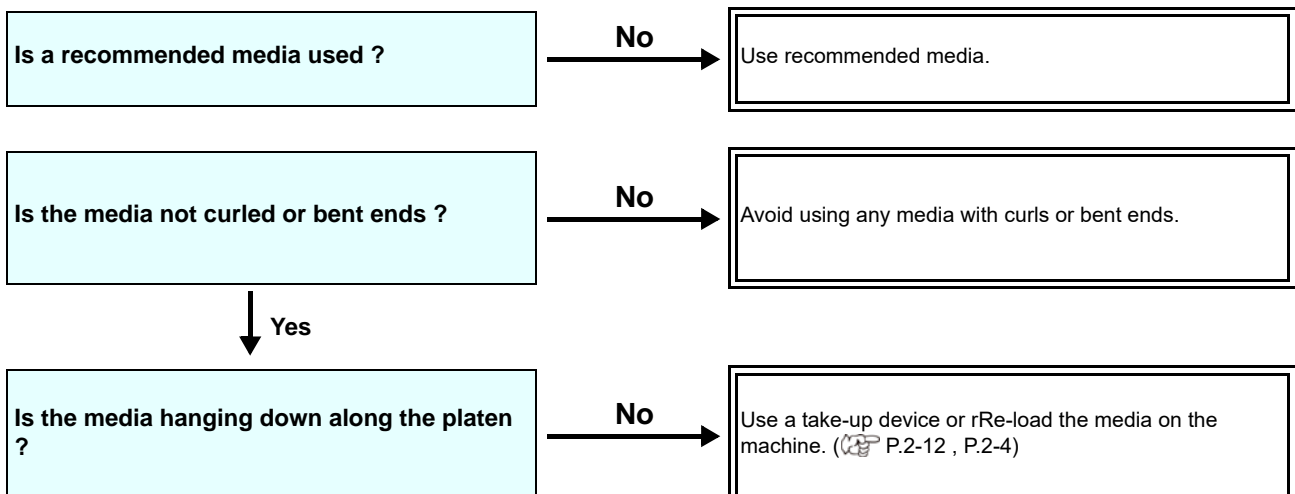 Is a recommended media used ?
No
Use recommended media.
Is the media not curled or bent ends ?
No
Avoid using any media with curls or bent ends.
Yes
Is the media hanging down along the platen
?
No
Use a take-up device or rRe-load the media on the
machine. ( P.2-12 , P.2-4)